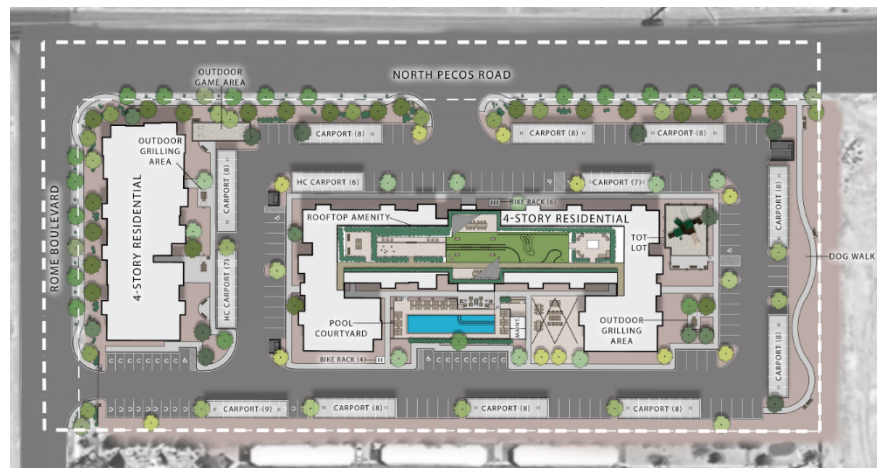 OUTDOOR
GAME AREA
NORTH PECOS ROAD
CARPORT (8)
CARPORT (8)
CARPORT (8)
OUTDOOR
GRILLING
AREA
CARPORT (8)
HC CARPORT (6)
CARPORT (7)
CARPORT (8)
BIKE RACK (6)
ROOFTOP AMENITY
4-STORY RESIDENTIAL
4-STORY RESIDENTIAL
ROME BOULEVARD
TOT
LOT
DOG WALK
HC CARPORT (7)
POOL
COURTYARD
MAINT.
OUTDOOR
GRILLING
AREA
CARPORT (8)
BIKE RACK (4)
CARPORT (9)
CARPORT (8)
CARPORT (8)
CARPORT (8)